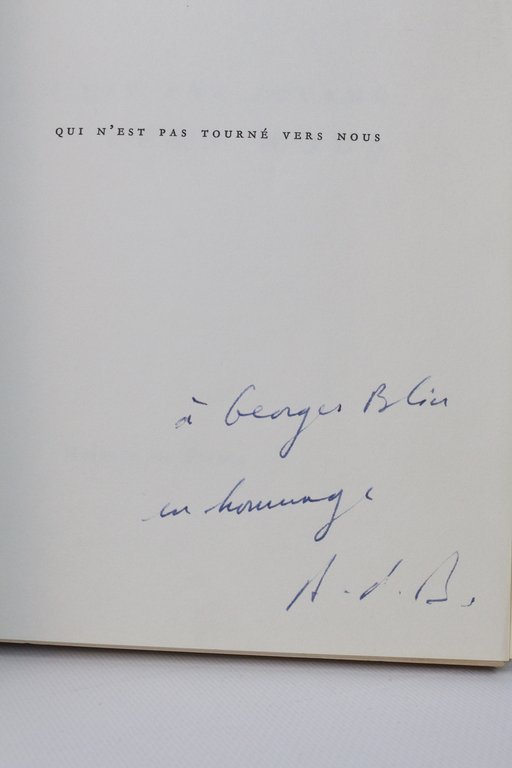 QUI N'EST PAS TOURNÉ VERS NOUS
à Georges Blin
en hommage
A. d. B.